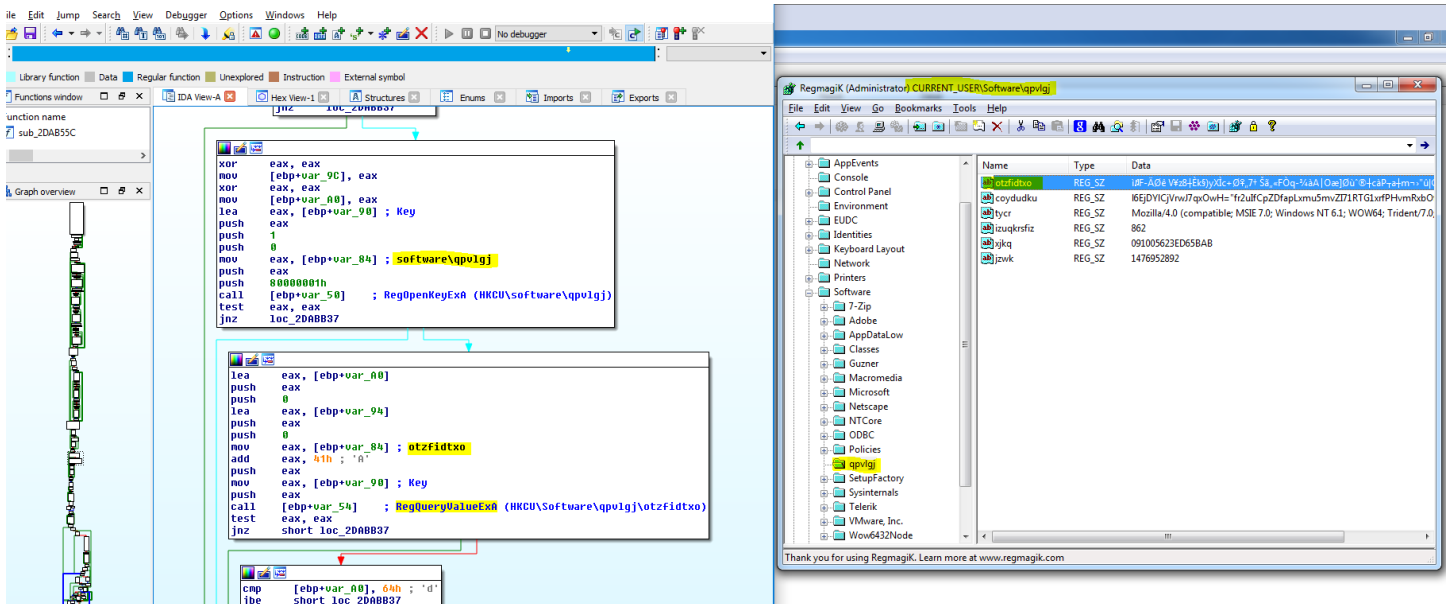 ile Edit Jump Search View Debugger Options Windows Help
No debugger
Library function Data Regular function Unexplored Instruction External symbol
Functions window
IDA View-A
Hex View-1
Structures
Enums
Imports
Exports
unction name
sub_2DAB55C
Graph overview
jnz loc_2DABB37
xor eax, eax
mov [ebp+var_9C], eax
xor eax, eax
mov [ebp+var_A0], eax
lea eax, [ebp+var_90] ; Key
push eax
push 1
push 0
mov eax, [ebp+var_84] ; software\qpvlgj
push eax
push 80000001h
call [ebp+var_50] ; RegOpenKeyExA (HKCU\software\qpvlgj)
test eax, eax
jnz loc_2DABB37
lea eax, [ebp+var_A0]
push eax
push 0
lea eax, [ebp+var_94]
push eax
push 0
mov eax, [ebp+var_84] ; otzfidtxo
add eax, 41h ; 'A'
push eax
mov eax, [ebp+var_90] ; Key
push eax
call [ebp+var_54] ; RegQueryValueExA (HKCU\Software\qpvlgj\otzfidtxo)
test eax, eax
jnz short loc_2DABB37
cmp [ebp+var_A0], 64h ; 'd'
jbe short loc_2DABB37
RegmagiK (Administrator) CURRENT_USER\Software\qpvlgj
File Edit View Go Bookmarks Tools Help
AppEvents
Console
Control Panel
Environment
EUDC
Identities
Keyboard Layout
Network
Printers
Software
7-Zip
Adobe
AppDataLow
Classes
Guzner
Macromedia
Microsoft
Netscape
NTCore
ODBC
Policies
qpvlgj
SetupFactory
Sysinternals
Telerik
VMware, Inc.
Wow6432Node
Name Type Data
otzfidtxo REG_SZ
coydudku REG_SZ
tycr REG_SZ Mozilla/4.0 (compatible; MSIE 7.0; Windows NT 6.1; WOW64; Trident/7.0;
izuqkrsfiz REG_SZ 862
xjkq REG_SZ 091005623ED65BAB
jzwk REG_SZ 1476952892
Thank you for using RegmagiK. Learn more at www.regmagik.com